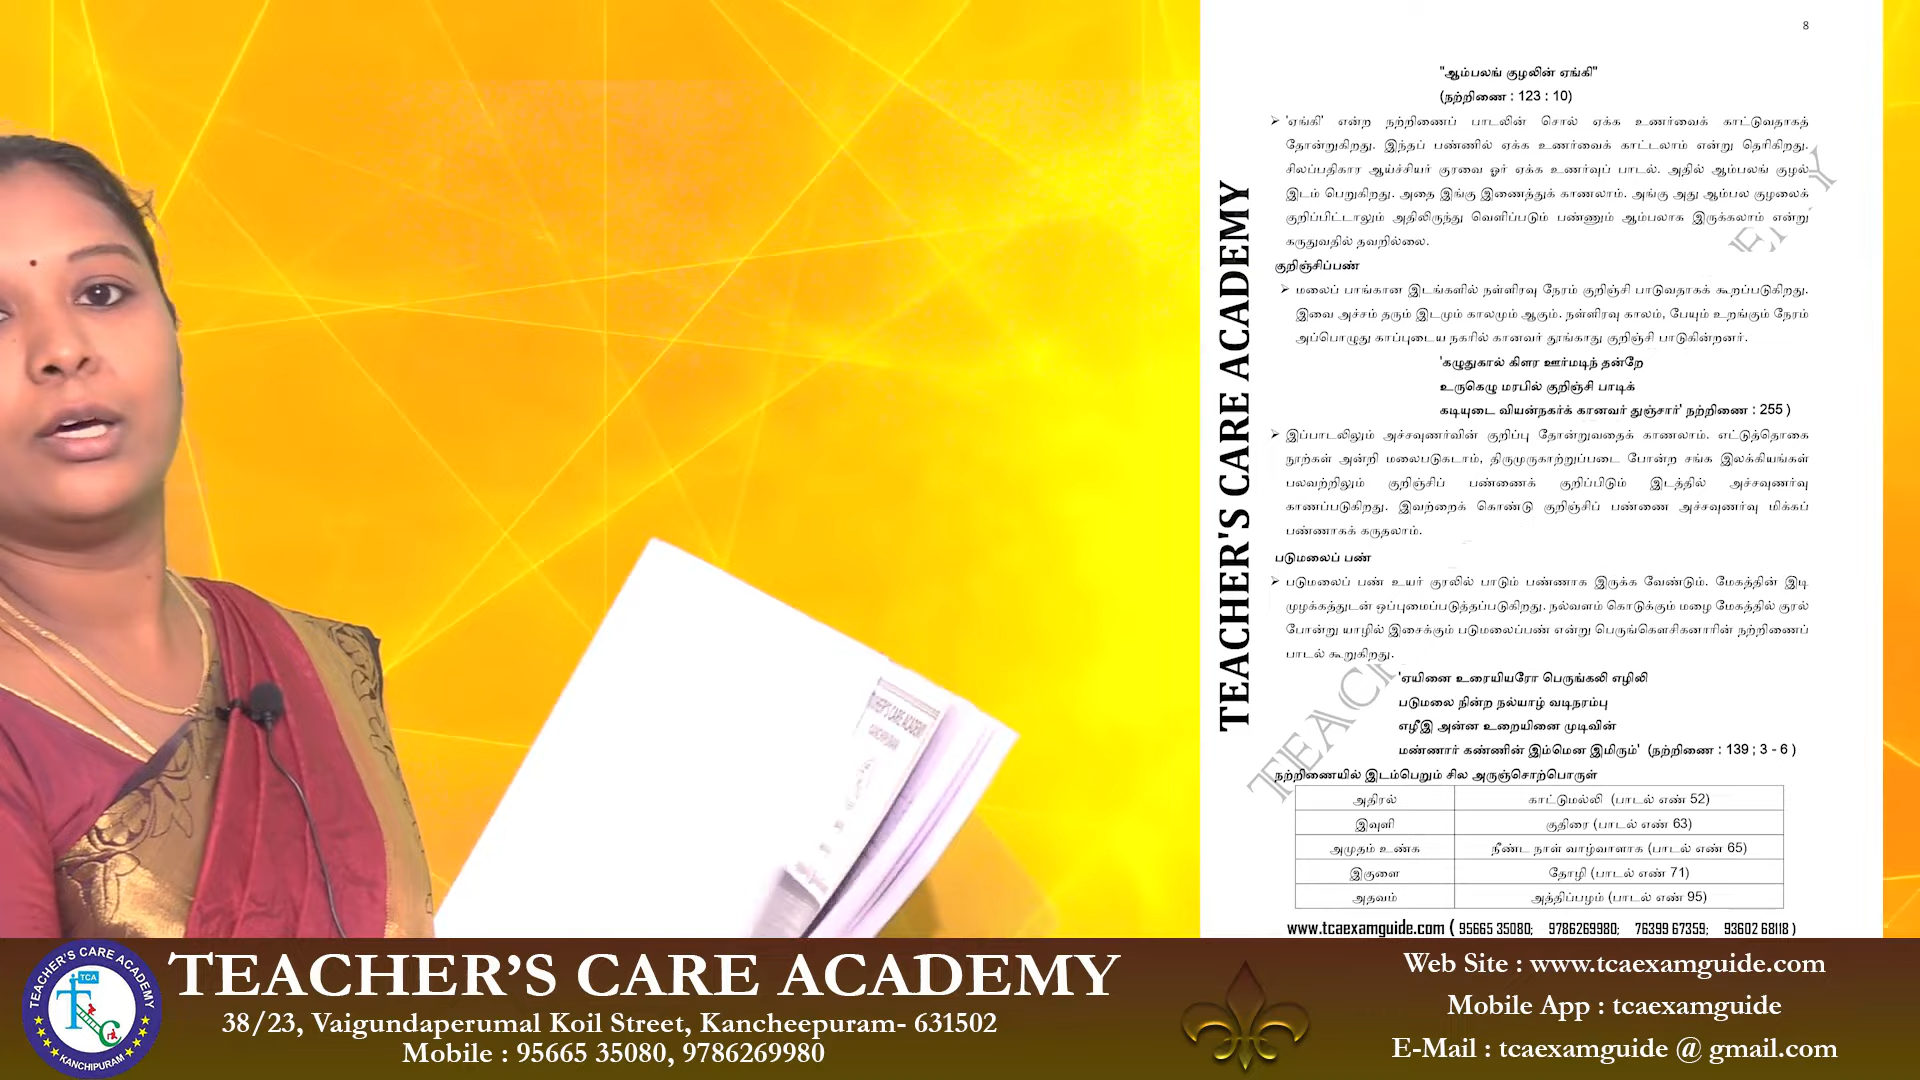 8
"ஆம்பலங் குழலின் ஏங்கி"
(நற்றிணை : 123 : 10)
➢ 'ஏங்கி' என்ற நற்றிணைப் பாடலின் சொல் ஏக்க உணர்வைக் காட்டுவதாகத்
தோன்றுகிறது. இந்தப் பண்ணில் ஏக்க உணர்வைக் காட்டலாம் என்று தெரிகிறது.
சிலப்பதிகார ஆய்ச்சியர் குரவை ஓர் ஏக்க உணர்வுப் பாடல். அதில் ஆம்பலங் குழல்
இடம் பெறுகிறது. அதை இங்கு இணைத்துக் காணலாம். அங்கு அது ஆம்பல குழலைக்
குறிப்பிட்டாலும் அதிலிருந்து வெளிப்படும் பண்ணும் ஆம்பலாக இருக்கலாம் என்று
கருதுவதில் தவறில்லை.
குறிஞ்சிப்பண்
➢ மலைப் பாங்கான இடங்களில் நள்ளிரவு நேரம் குறிஞ்சி பாடுவதாகக் கூறப்படுகிறது.
இவை அச்சம் தரும் இடமும் காலமும் ஆகும். நள்ளிரவு காலம், பேயும் உறங்கும் நேரம்
அப்பொழுது காப்புடைய நகரில் கானவர் தூங்காது குறிஞ்சி பாடுகின்றனர்.
'கழுதுகால் கிளர ஊர்மடிந் தன்றே
உருகெழு மரபில் குறிஞ்சி பாடிக்
கடியுடை வியன்நகர்க் கானவர் துஞ்சார்' நற்றிணை : 255 )
➢ இப்பாடலிலும் அச்சவுணர்வின் குறிப்பு தோன்றுவதைக் காணலாம். எட்டுத்தொகை
நூற்கள் அன்றி மலைபடுகடாம், திருமுருகாற்றுப்படை போன்ற சங்க இலக்கியங்கள்
பலவற்றிலும் குறிஞ்சிப் பண்ணைக் குறிப்பிடும் இடத்தில் அச்சவுணர்வு
காணப்படுகிறது. இவற்றைக் கொண்டு குறிஞ்சிப் பண்ணை அச்சவுணர்வு மிக்கப்
பண்ணாகக் கருதலாம்.
படுமலைப் பண்
➢ படுமலைப் பண் உயர் குரலில் பாடும் பண்ணாக இருக்க வேண்டும். மேகத்தின் இடி
முழக்கத்துடன் ஒப்புமைப்படுத்தப்படுகிறது. நல்வளம் கொடுக்கும் மழை மேகத்தில் குரல்
போன்று யாழில் இசைக்கும் படுமலைப்பண் என்று பெருங்கௌசிகனாரின் நற்றிணைப்
பாடல் கூறுகிறது.
'ஏயினை உரைஇயரோ பெருங்கலி எழிலி
படுமலை நின்ற நல்யாழ் வடிநரம்பு
எழீஇ அன்ன உறையினை முடிவின்
மண்ணார் கண்ணின் இம்மென இமிரும்' (நற்றிணை : 139 ; 3 - 6 )
நற்றிணையில் இடம்பெறும் சில அருஞ்சொற்பொருள்
அதிரல் காட்டுமல்லி (பாடல் எண் 52)
இவுளி குதிரை (பாடல் எண் 63)
அமுதம் உண்க நீண்ட நாள் வாழ்வாளாக (பாடல் எண் 65)
இகுளை தோழி (பாடல் எண் 71)
அதவம் அத்திப்பழம் (பாடல் எண் 95)
www.tcaexamguide.com ( 95665 35080; 9786269980; 76399 67359; 93602 68118 )
TEACHER'S CARE ACADEMY
TEACHER'S CARE ACADEMY
38/23, Vaigundaperumal Koil Street, Kancheepuram- 631502
Mobile : 95665 35080, 9786269980
Web Site : www.tcaexamguide.com
Mobile App : tcaexamguide
E-Mail : tcaexamguide @ gmail.com
TEACHER'S CARE ACADEMY
TCA
KANCHIPURAM